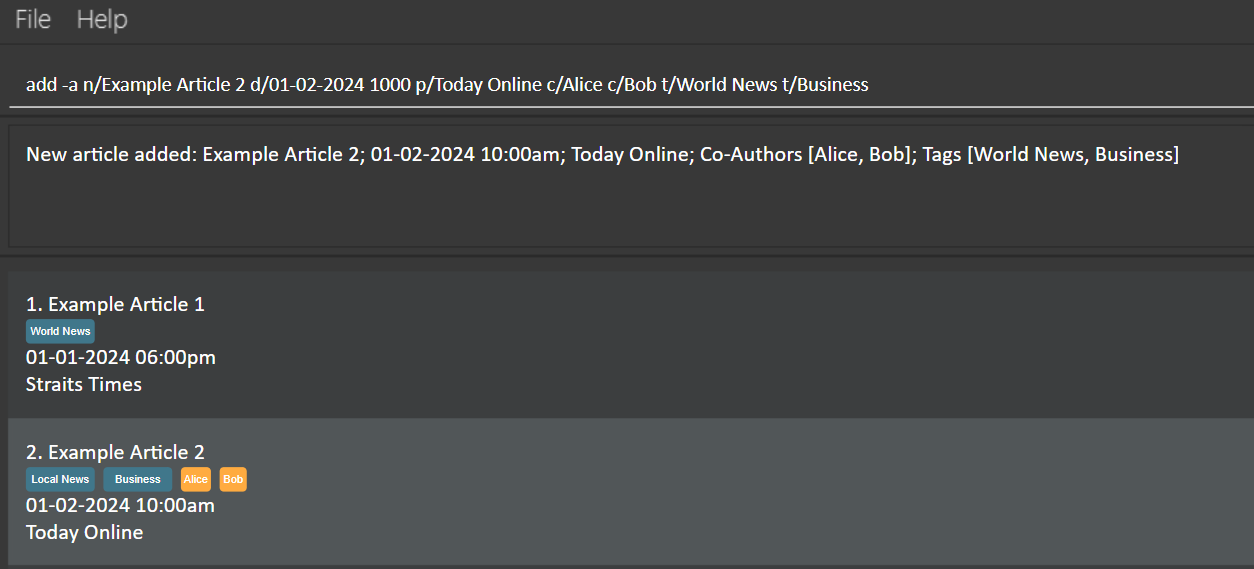 File Help
add -a n/Example Article 2 d/01-02-2024 1000 p/Today Online c/Alice c/Bob t/World News t/Business
New article added: Example Article 2; 01-02-2024 10:00am; Today Online; Co-Authors [Alice, Bob]; Tags [World News, Business]
1. Example Article 1
World News
01-01-2024 06:00pm
Straits Times
2. Example Article 2
Local News Business Alice Bob
01-02-2024 10:00am
Today Online